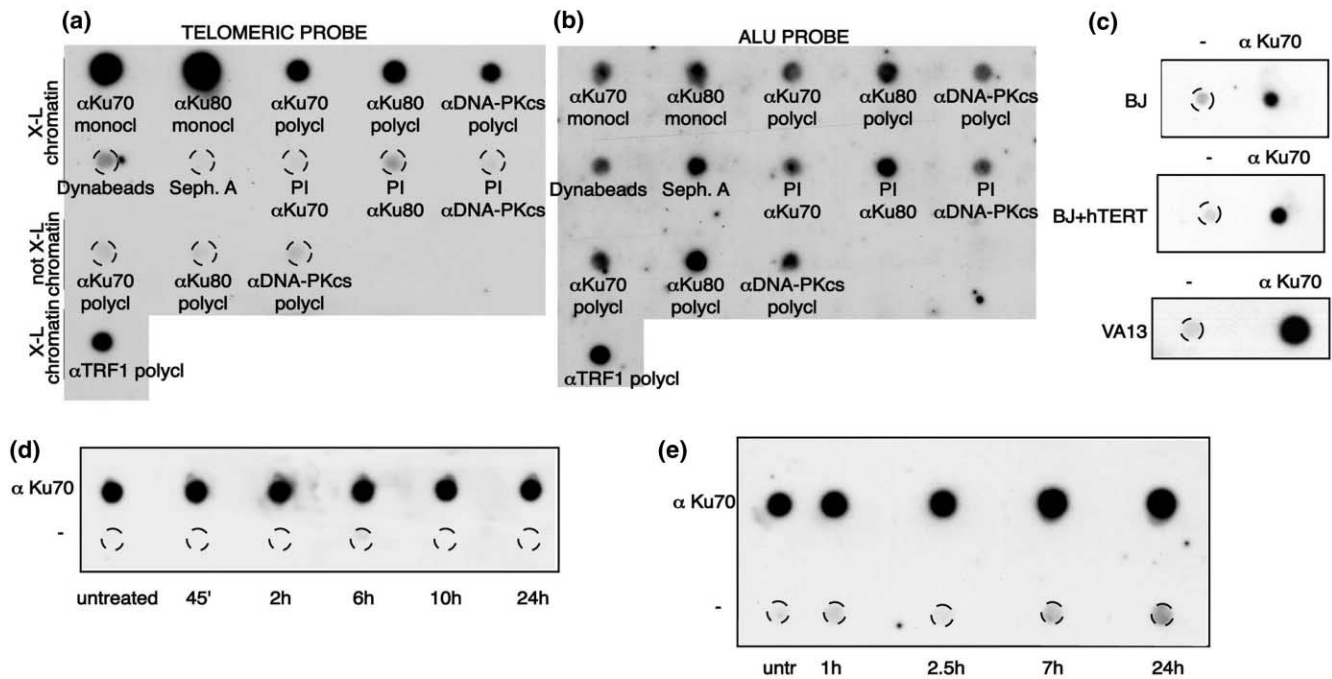 (a)
TELOMERIC PROBE
X-L
chromatin
αKu70 αKu80 αKu70 αKu80 αDNA-PKcs
monocl monocl polycl polycl polycl
Dynabeads Seph. A PI PI PI
αKu70 αKu80 αDNA-PKcs
not X-L
chromatin
αKu70 αKu80 αDNA-PKcs
polycl polycl polycl
X-L
chromatin
αTRF1 polycl
(b)
ALU PROBE
αKu70 αKu80 αKu70 αKu80 αDNA-PKcs
monocl monocl polycl polycl polycl
Dynabeads Seph. A PI PI PI
αKu70 αKu80 αDNA-PKcs
αKu70 αKu80 αDNA-PKcs
polycl polycl polycl
αTRF1 polycl
(c)
- α Ku70
BJ
- α Ku70
BJ+hTERT
- α Ku70
VA13
(d)
α Ku70
-
untreated 45' 2h 6h 10h 24h
(e)
α Ku70
-
untr 1h 2.5h 7h 24h